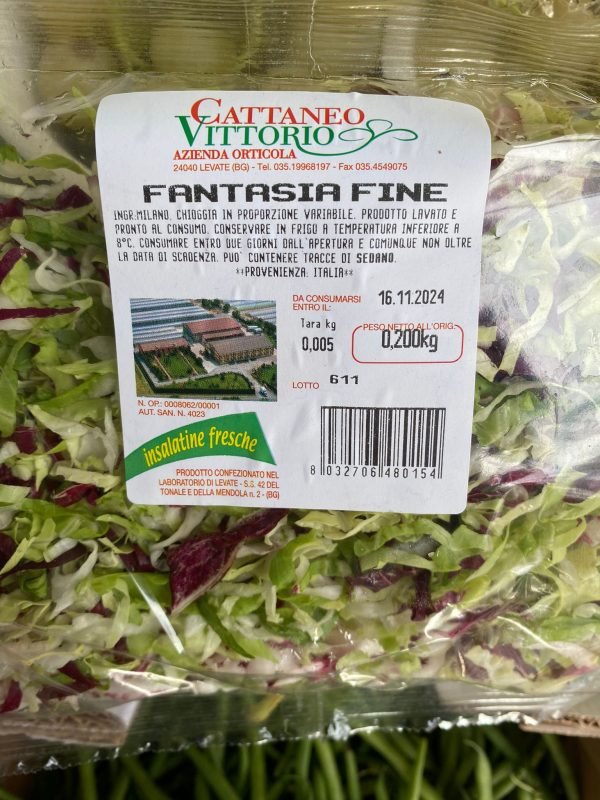 CATTANEO
VITTORIO
AZIENDA ORTICOLA
24040 LEVATE (BG) - Tel. 035.19968197 - Fax 035.4549075
FANTASIA FINE
INGR.MILANO, CHIOGGIA IN PROPORZIONE VARIABILE. PRODOTTO LAVATO E
PRONTO AL CONSUMO. CONSERVARE IN FRIGO A TEMPERATURA INFERIORE A
8°C. CONSUMARE ENTRO DUE GIORNI DALL'APERTURA E COMUNQUE NON OLTRE
LA DATA DI SCADENZA. PUO' CONTENERE TRACCE DI SEDANO.
**PROVENIENZA: ITALIA**
DA CONSUMARSI
ENTRO IL:
16.11.2024
Tara kg
0,005
PESO NETTO ALL'ORIG.
0,200kg
LOTTO 611
N. OP.: 0008062/00001
AUT. SAN. N. 4023
insalatine fresche
PRODOTTO CONFEZIONATO NEL
LABORATORIO DI LEVATE - S.S. 42 DEL
TONALE E DELLA MENDOLA n. 2 - (BG)
8 032706 480154